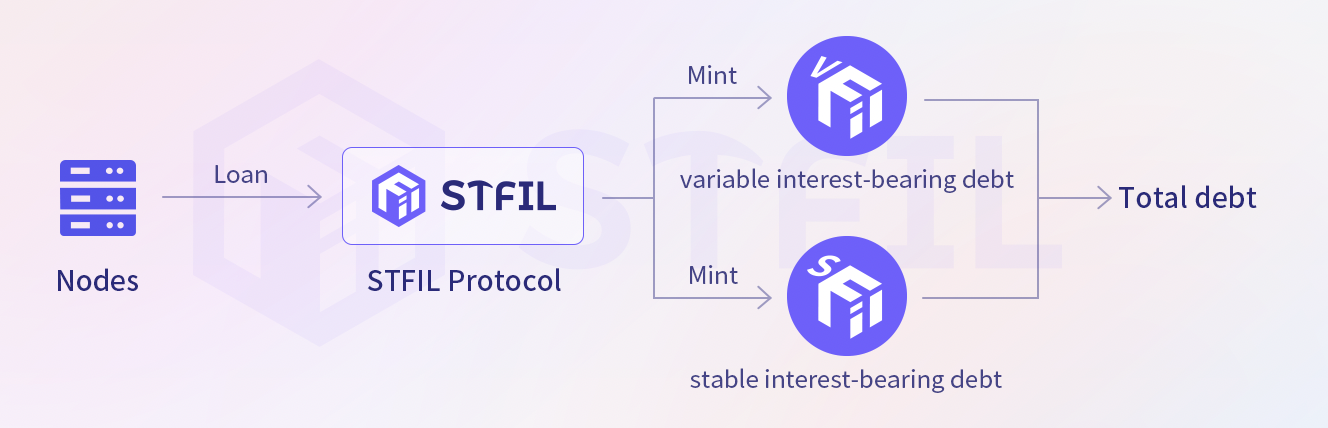 Nodes
Loan
STFIL
STFIL Protocol
Mint
V
variable interest-bearing debt
Mint
S
stable interest-bearing debt
Total debt
STFIL